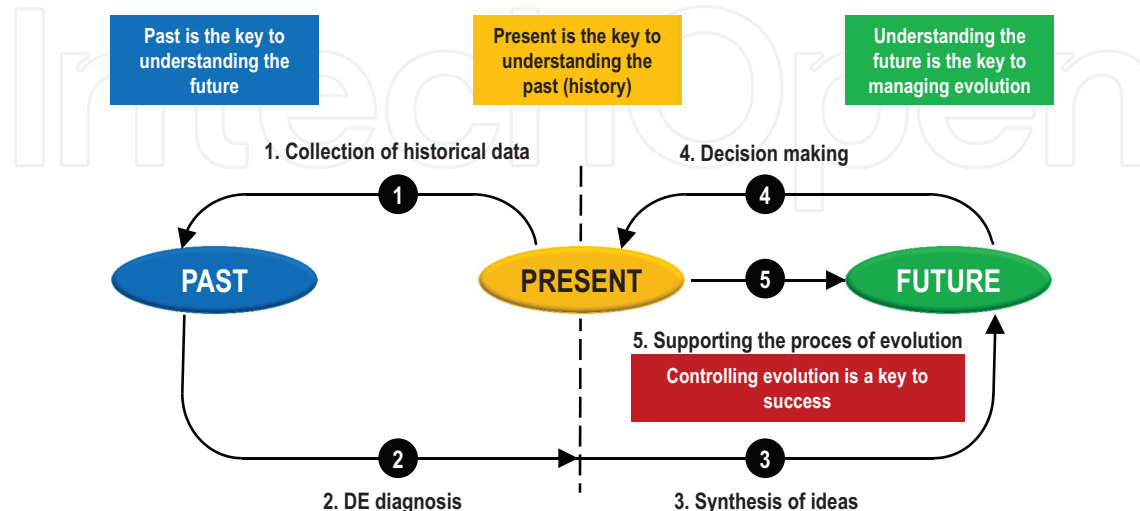 IntechOpen
Past is the key to
understanding the
future
Present is the key to
understanding the
past (history)
Understanding the
future is the key to
managing evolution
1. Collection of historical data
4. Decision making
1
4
PAST
PRESENT
5
FUTURE
5. Supporting the proces of evolution
Controlling evolution is a key to
success
2
3
2. DE diagnosis
3. Synthesis of ideas